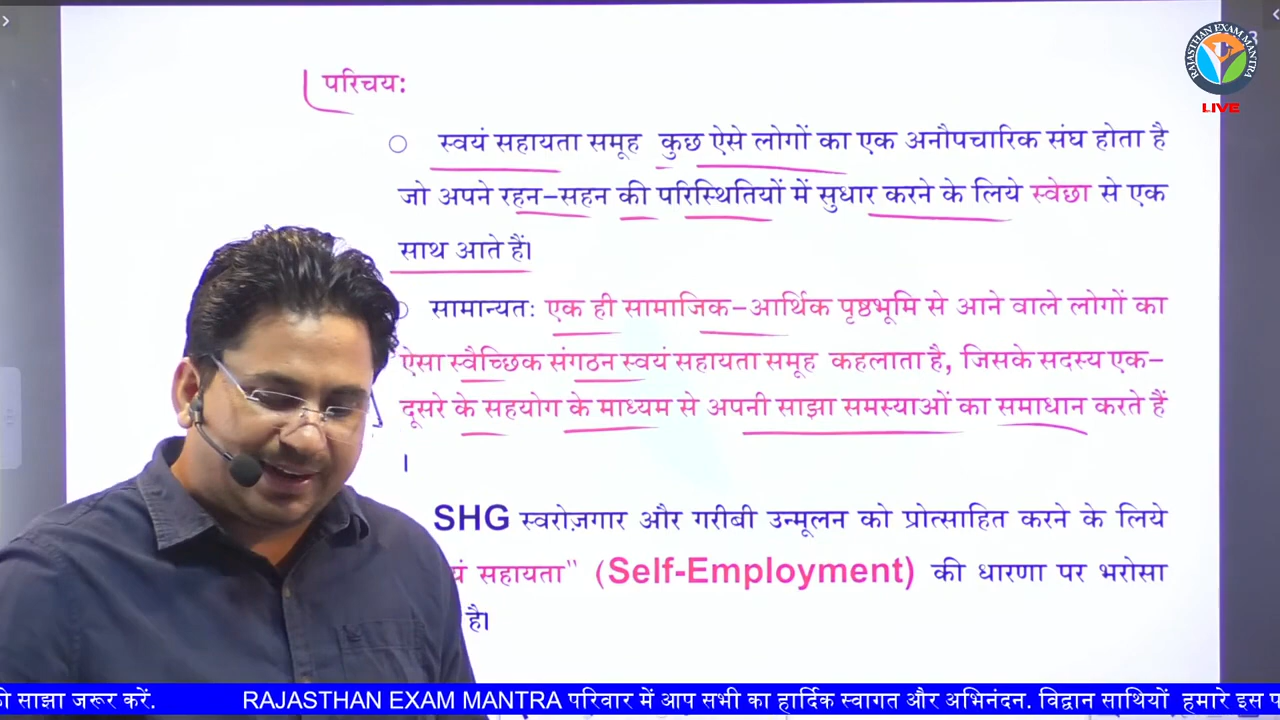 RAJASTHAN EXAM MANTRA
LIVE
परिचय:
स्वयं सहायता समूह कुछ ऐसे लोगों का एक अनौपचारिक संघ होता है
जो अपने रहन-सहन की परिस्थितियों में सुधार करने के लिये स्वेछा से एक
साथ आते हैं।
सामान्यत: एक ही सामाजिक-आर्थिक पृष्ठभूमि से आने वाले लोगों का
ऐसा स्वैच्छिक संगठन स्वयं सहायता समूह कहलाता है, जिसके सदस्य एक-
दूसरे के सहयोग के माध्यम से अपनी साझा समस्याओं का समाधान करते हैं
।
SHG स्वरोज़गार और गरीबी उन्मूलन को प्रोत्साहित करने के लिये
सहायता" (Self-Employment) की धारणा पर भरोसा
है।
साझा जरूर करें. RAJASTHAN EXAM MANTRA परिवार में आप सभी का हार्दिक स्वागत और अभिनंदन. विद्वान साथियों हमारे इस